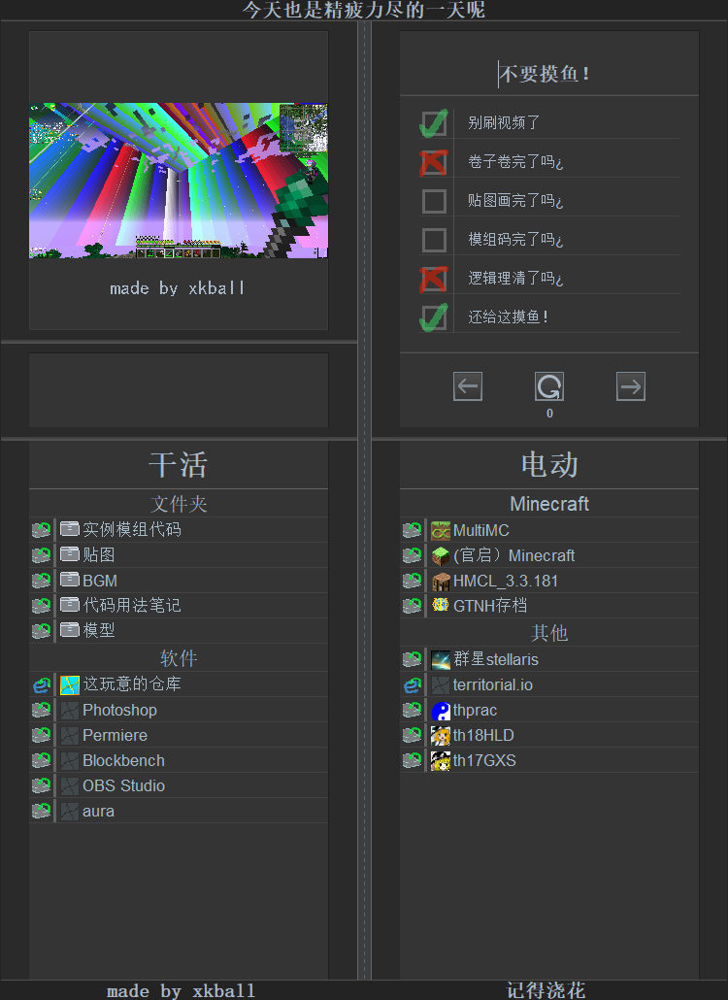 今天也是精疲力尽的一天呢
made by xkball
不要摸鱼！
别刷视频了
卷子卷完了吗¿
贴图画完了吗¿
模组码完了吗¿
逻辑理清了吗¿
还给这摸鱼！
0
干活
文件夹
实例模组代码
贴图
BGM
代码用法笔记
模型
软件
这玩意的仓库
Photoshop
Permiere
Blockbench
OBS Studio
aura
电动
Minecraft
MultiMC
(官启）Minecraft
HMCL_3.3.181
GTNH存档
其他
群星stellaris
territorial.io
thprac
th18HLD
th17GXS
made by xkball
记得浇花